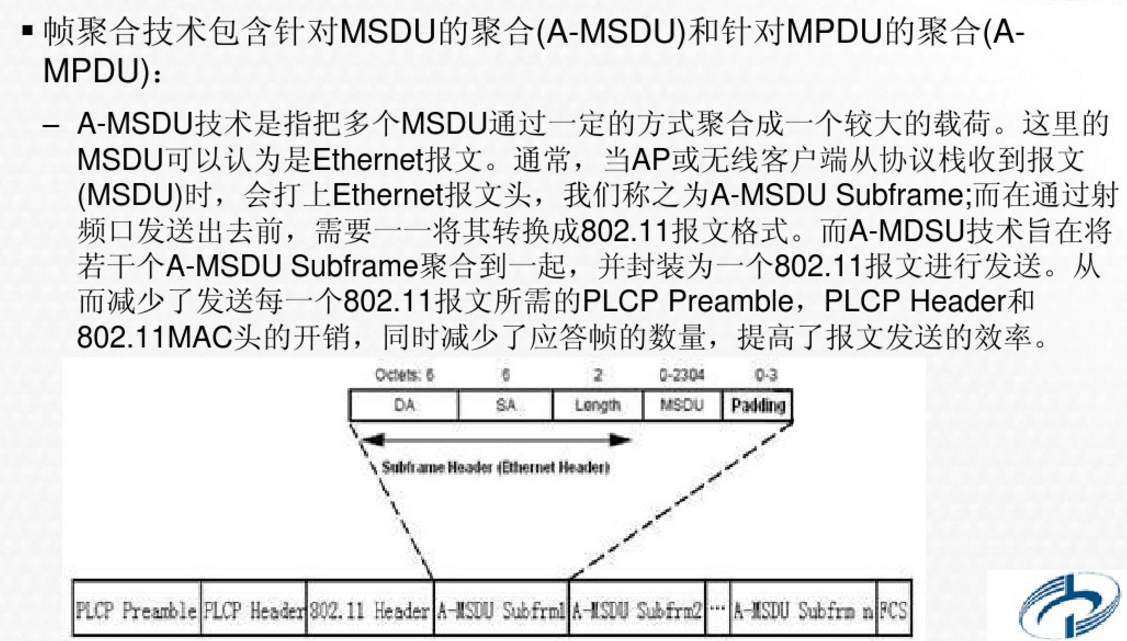 ▪ 帧聚合技术包含针对MSDU的聚合(A-MSDU)和针对MPDU的聚合(A-
MPDU)：
– A-MSDU技术是指把多个MSDU通过一定的方式聚合成一个较大的载荷。这里的
MSDU可以认为是Ethernet报文。通常，当AP或无线客户端从协议栈收到报文
(MSDU)时，会打上Ethernet报文头，我们称之为A-MSDU Subframe;而在通过射
频口发送出去前，需要一一将其转换成802.11报文格式。而A-MDSU技术旨在将
若干个A-MSDU Subframe聚合到一起，并封装为一个802.11报文进行发送。从
而减少了发送每一个802.11报文所需的PLCP Preamble，PLCP Header和
802.11MAC头的开销，同时减少了应答帧的数量，提高了报文发送的效率。
Octets: 6 6 2 0-2304 0-3
DA SA Length MSDU Padding
Subframe Header (Ethernet Header)
PLCP Preamble PLCP Header 802.11 Header A-MSDU Subfrm1 A-MSDU Subfrm2 ... A-MSDU Subfrm n FCS